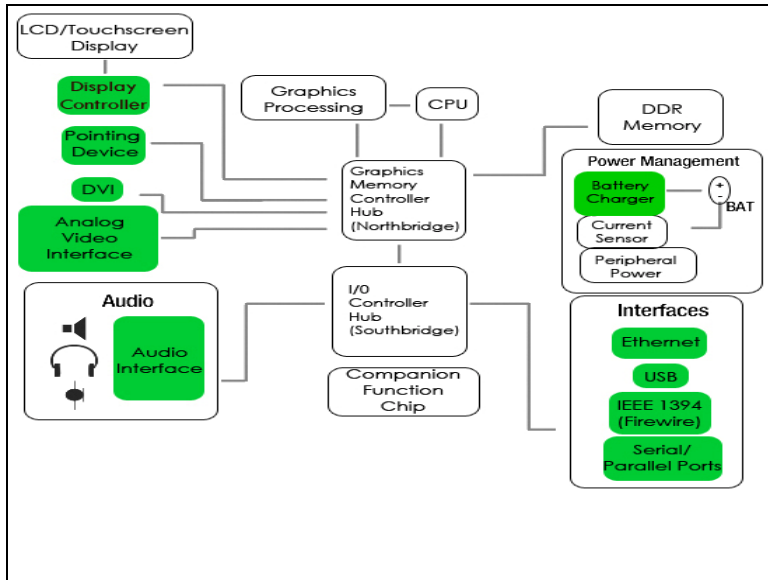 LCD/Touchscreen
Display
Display
Controller
Pointing
Device
DVI
Analog
Video
Interface
Graphics
Processing
CPU
DDR
Memory
Graphics
Memory
Controller
Hub
(Northbridge)
Power Management
Battery
Charger
+
-
BAT
Current
Sensor
Peripheral
Power
Audio
Audio
Interface
I/0
Controller
Hub
(Southbridge)
Companion
Function
Chip
Interfaces
Ethernet
USB
IEEE 1394
(Firewire)
Serial/
Parallel Ports